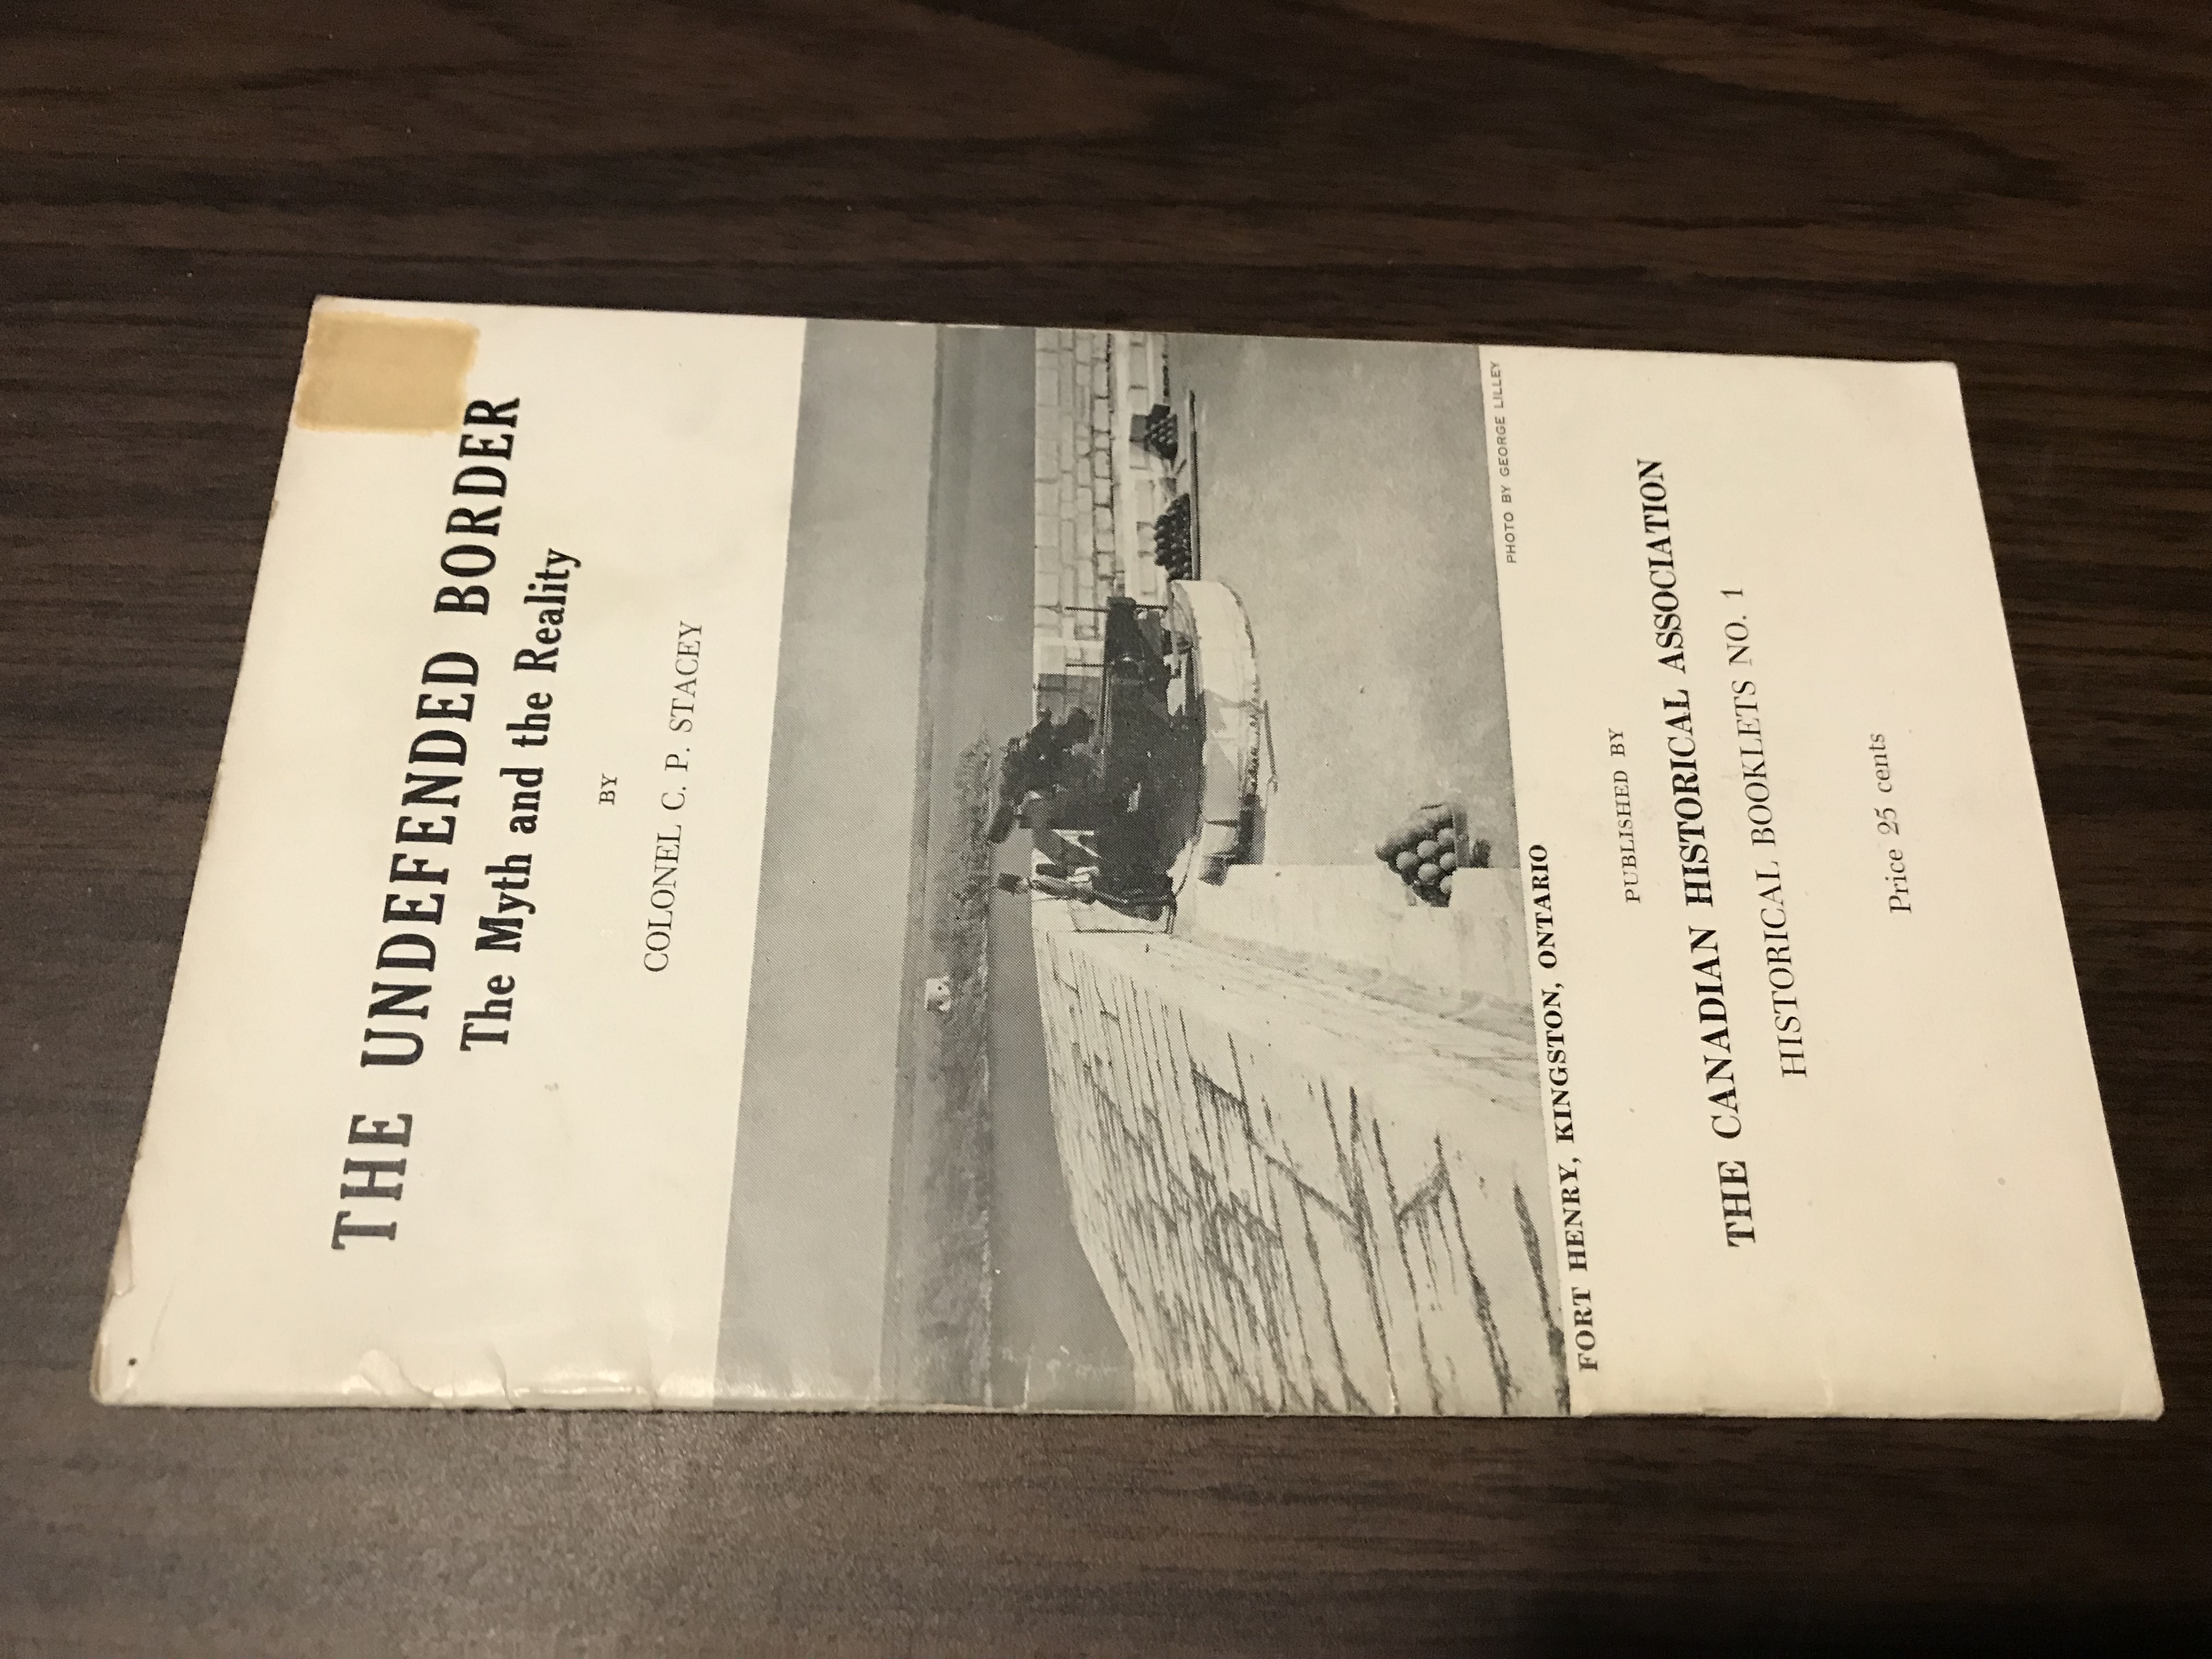 THE UNDEFENDED BORDER
The Myth and the Reality
BY
COLONEL C. P. STACEY
PHOTO BY GEORGE LILLEY
FORT HENRY, KINGSTON, ONTARIO
PUBLISHED BY
THE CANADIAN HISTORICAL ASSOCIATION
HISTORICAL BOOKLETS NO. 1
Price 25 cents